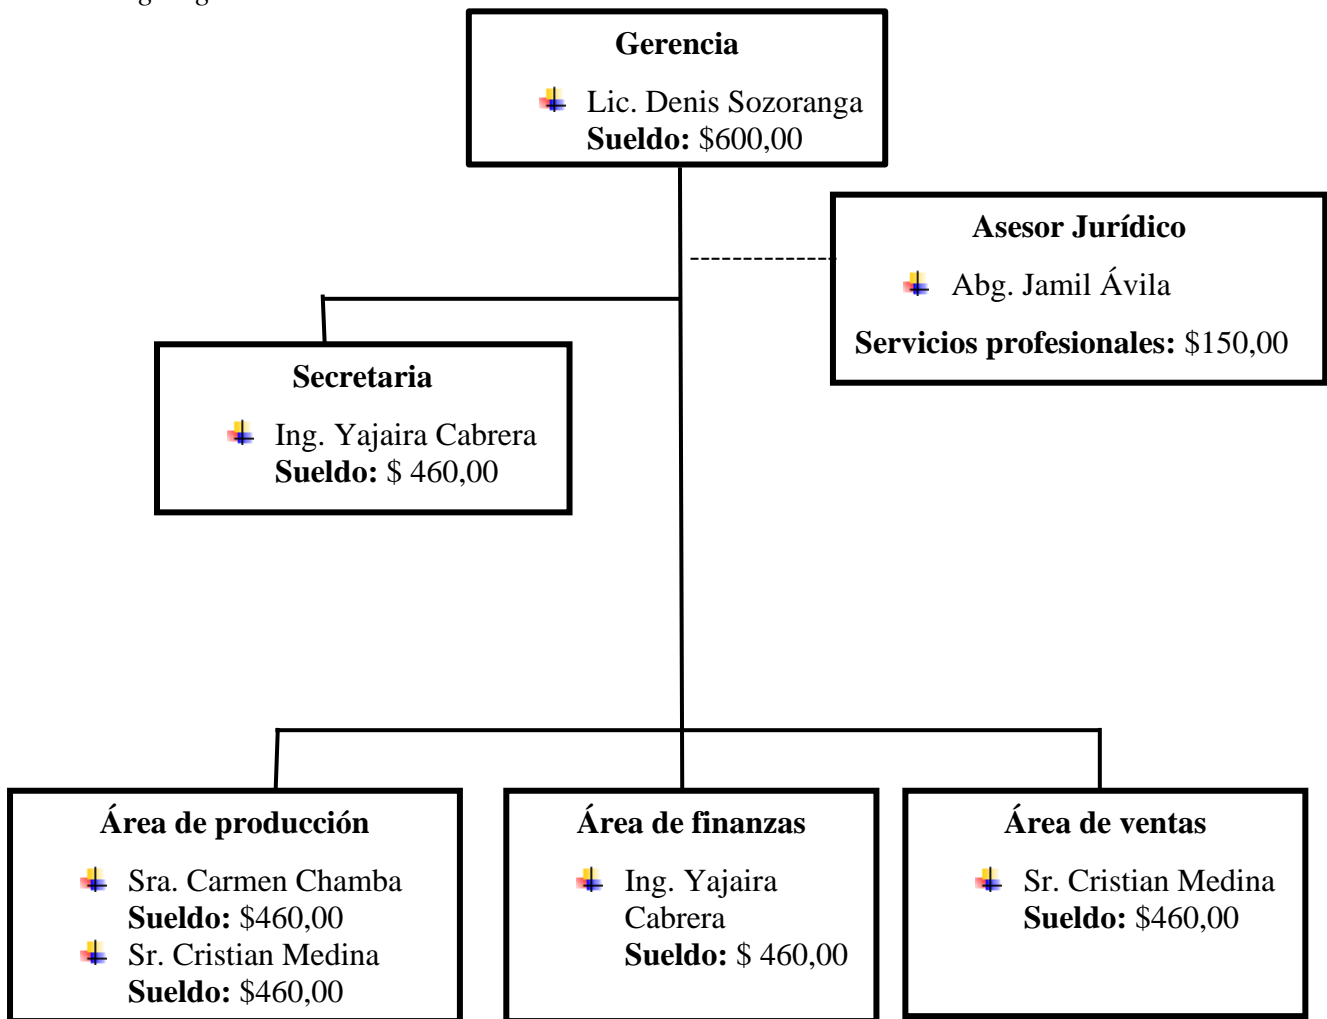 Gerencia
Lic. Denis Sozoranga
Sueldo: $600,00
Asesor Jurídico
Abg. Jamil Ávila
Servicios profesionales: $150,00
Secretaria
Ing. Yajaira Cabrera
Sueldo: $ 460,00
Área de producción
Sra. Carmen Chamba
Sueldo: $460,00
Sr. Cristian Medina
Sueldo: $460,00
Área de finanzas
Ing. Yajaira
Cabrera
Sueldo: $ 460,00
Área de ventas
Sr. Cristian Medina
Sueldo: $460,00